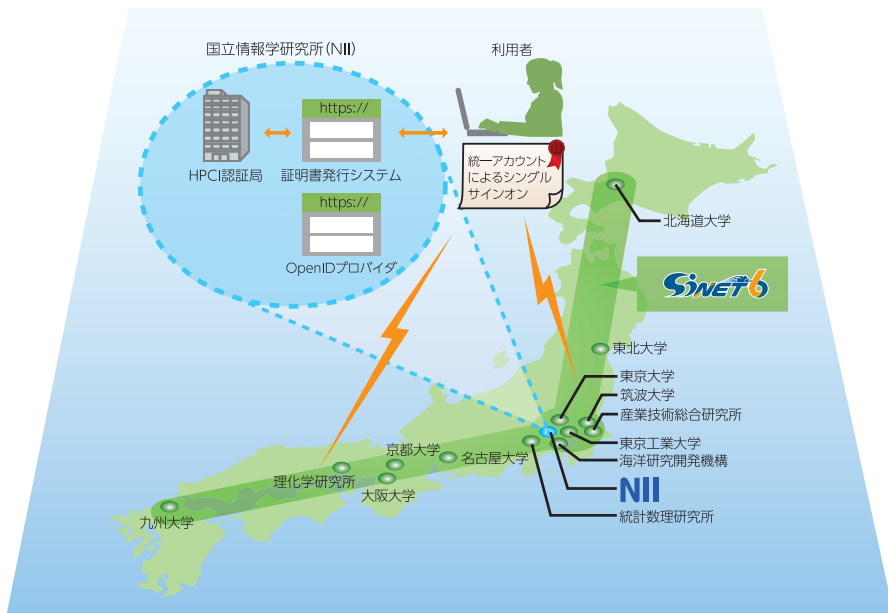 国立情報学研究所(NII)
利用者
https://
HPCI認証局
証明書発行システム
https://
OpenIDプロバイダ
統一アカウント
によるシングル
サインオン
北海道大学
SINET6
東北大学
東京大学
筑波大学
産業技術総合研究所
東京工業大学
海洋研究開発機構
NII
統計数理研究所
名古屋大学
京都大学
大阪大学
理化学研究所
九州大学